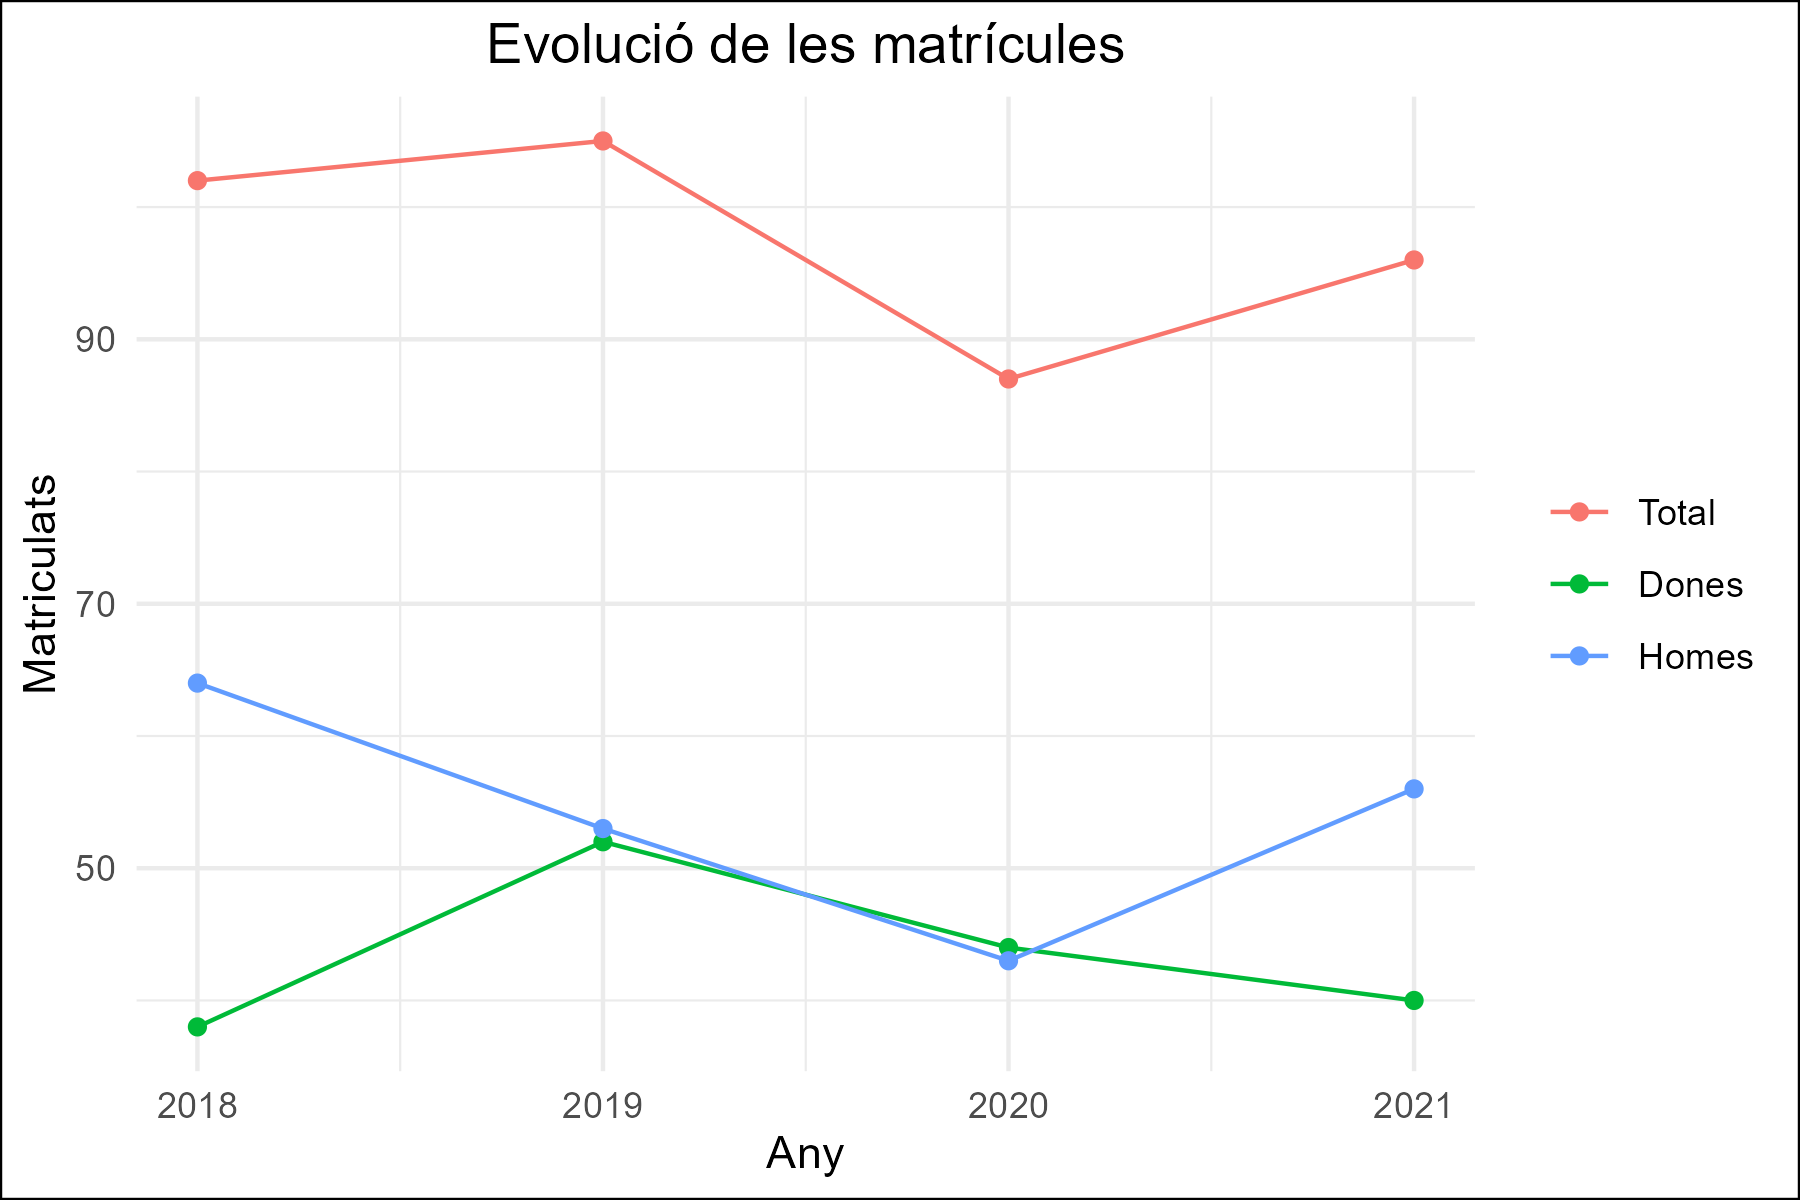 Evolució de les matrícules
Matriculats
90
70
50
2018 2019 2020 2021
Any
Total
Dones
Homes